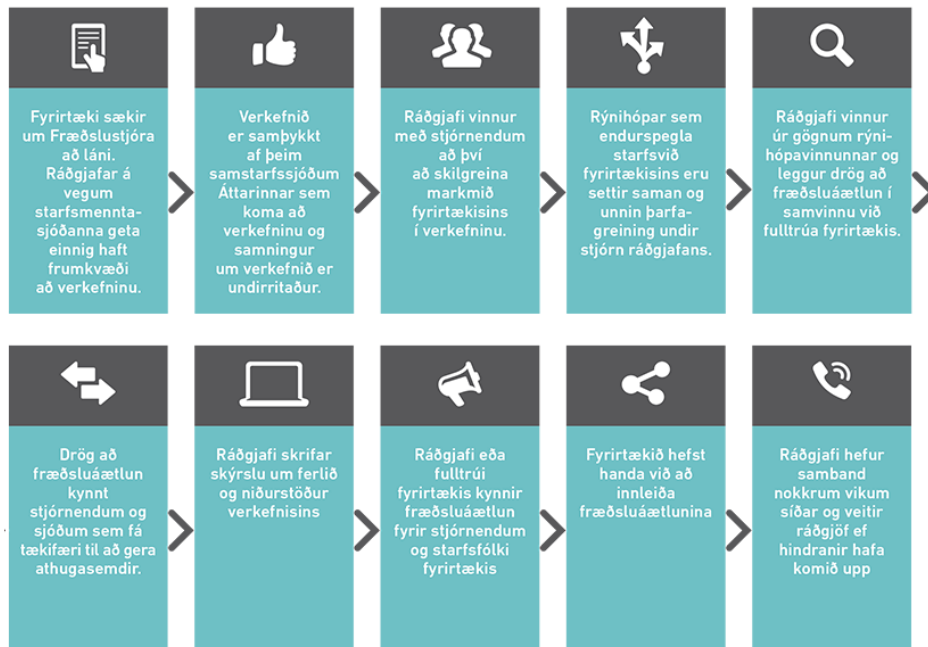 Fyrirtæki sækir
um Fræðslustjóra
að láni.
Ráðgjafar á
vegum
starfsmennta-
sjóðanna geta
einnig haft
frumkvæði
að verkefninu.
Verkefnið
er samþykkt
af þeim
samstarfssjóðum
Áttarinnar sem
koma að
verkefninu og
samningur
um verkefnið er
undirritaður.
Ráðgjafi vinnur
með stjórnendum
að því
að skilgreina
markmið
fyrirtækisins
í verkefninu.
Rýnihópar sem
endurspegla
starfsvið
fyrirtækisins eru
settir saman og
unnin þarfa-
greining undir
stjórn ráðgjafans.
Ráðgjafi vinnur
úr gögnum rýni-
hópavinnunnar og
leggur drög að
fræðsluáætlun í
samvinnu við
fulltrúa fyrirtækis.
Drög að
fræðsluáætlun
kynnt
stjórnendum og
sjóðum sem fá
tækifæri til að gera
athugasemdir.
Ráðgjafi skrifar
skýrslu um ferlið
og niðurstöður
verkefnisins
Ráðgjafi eða
fulltrúi
fyrirtækis kynnir
fræðsluáætlun
fyrir stjórnendum
og starfsfólki
fyrirtækis
Fyrirtækið hefst
handa við að
innleiða
fræðsluáætlunina
Ráðgjafi hefur
samband
nokkrum vikum
síðar og veitir
ráðgjöf ef
hindranir hafa
komið upp